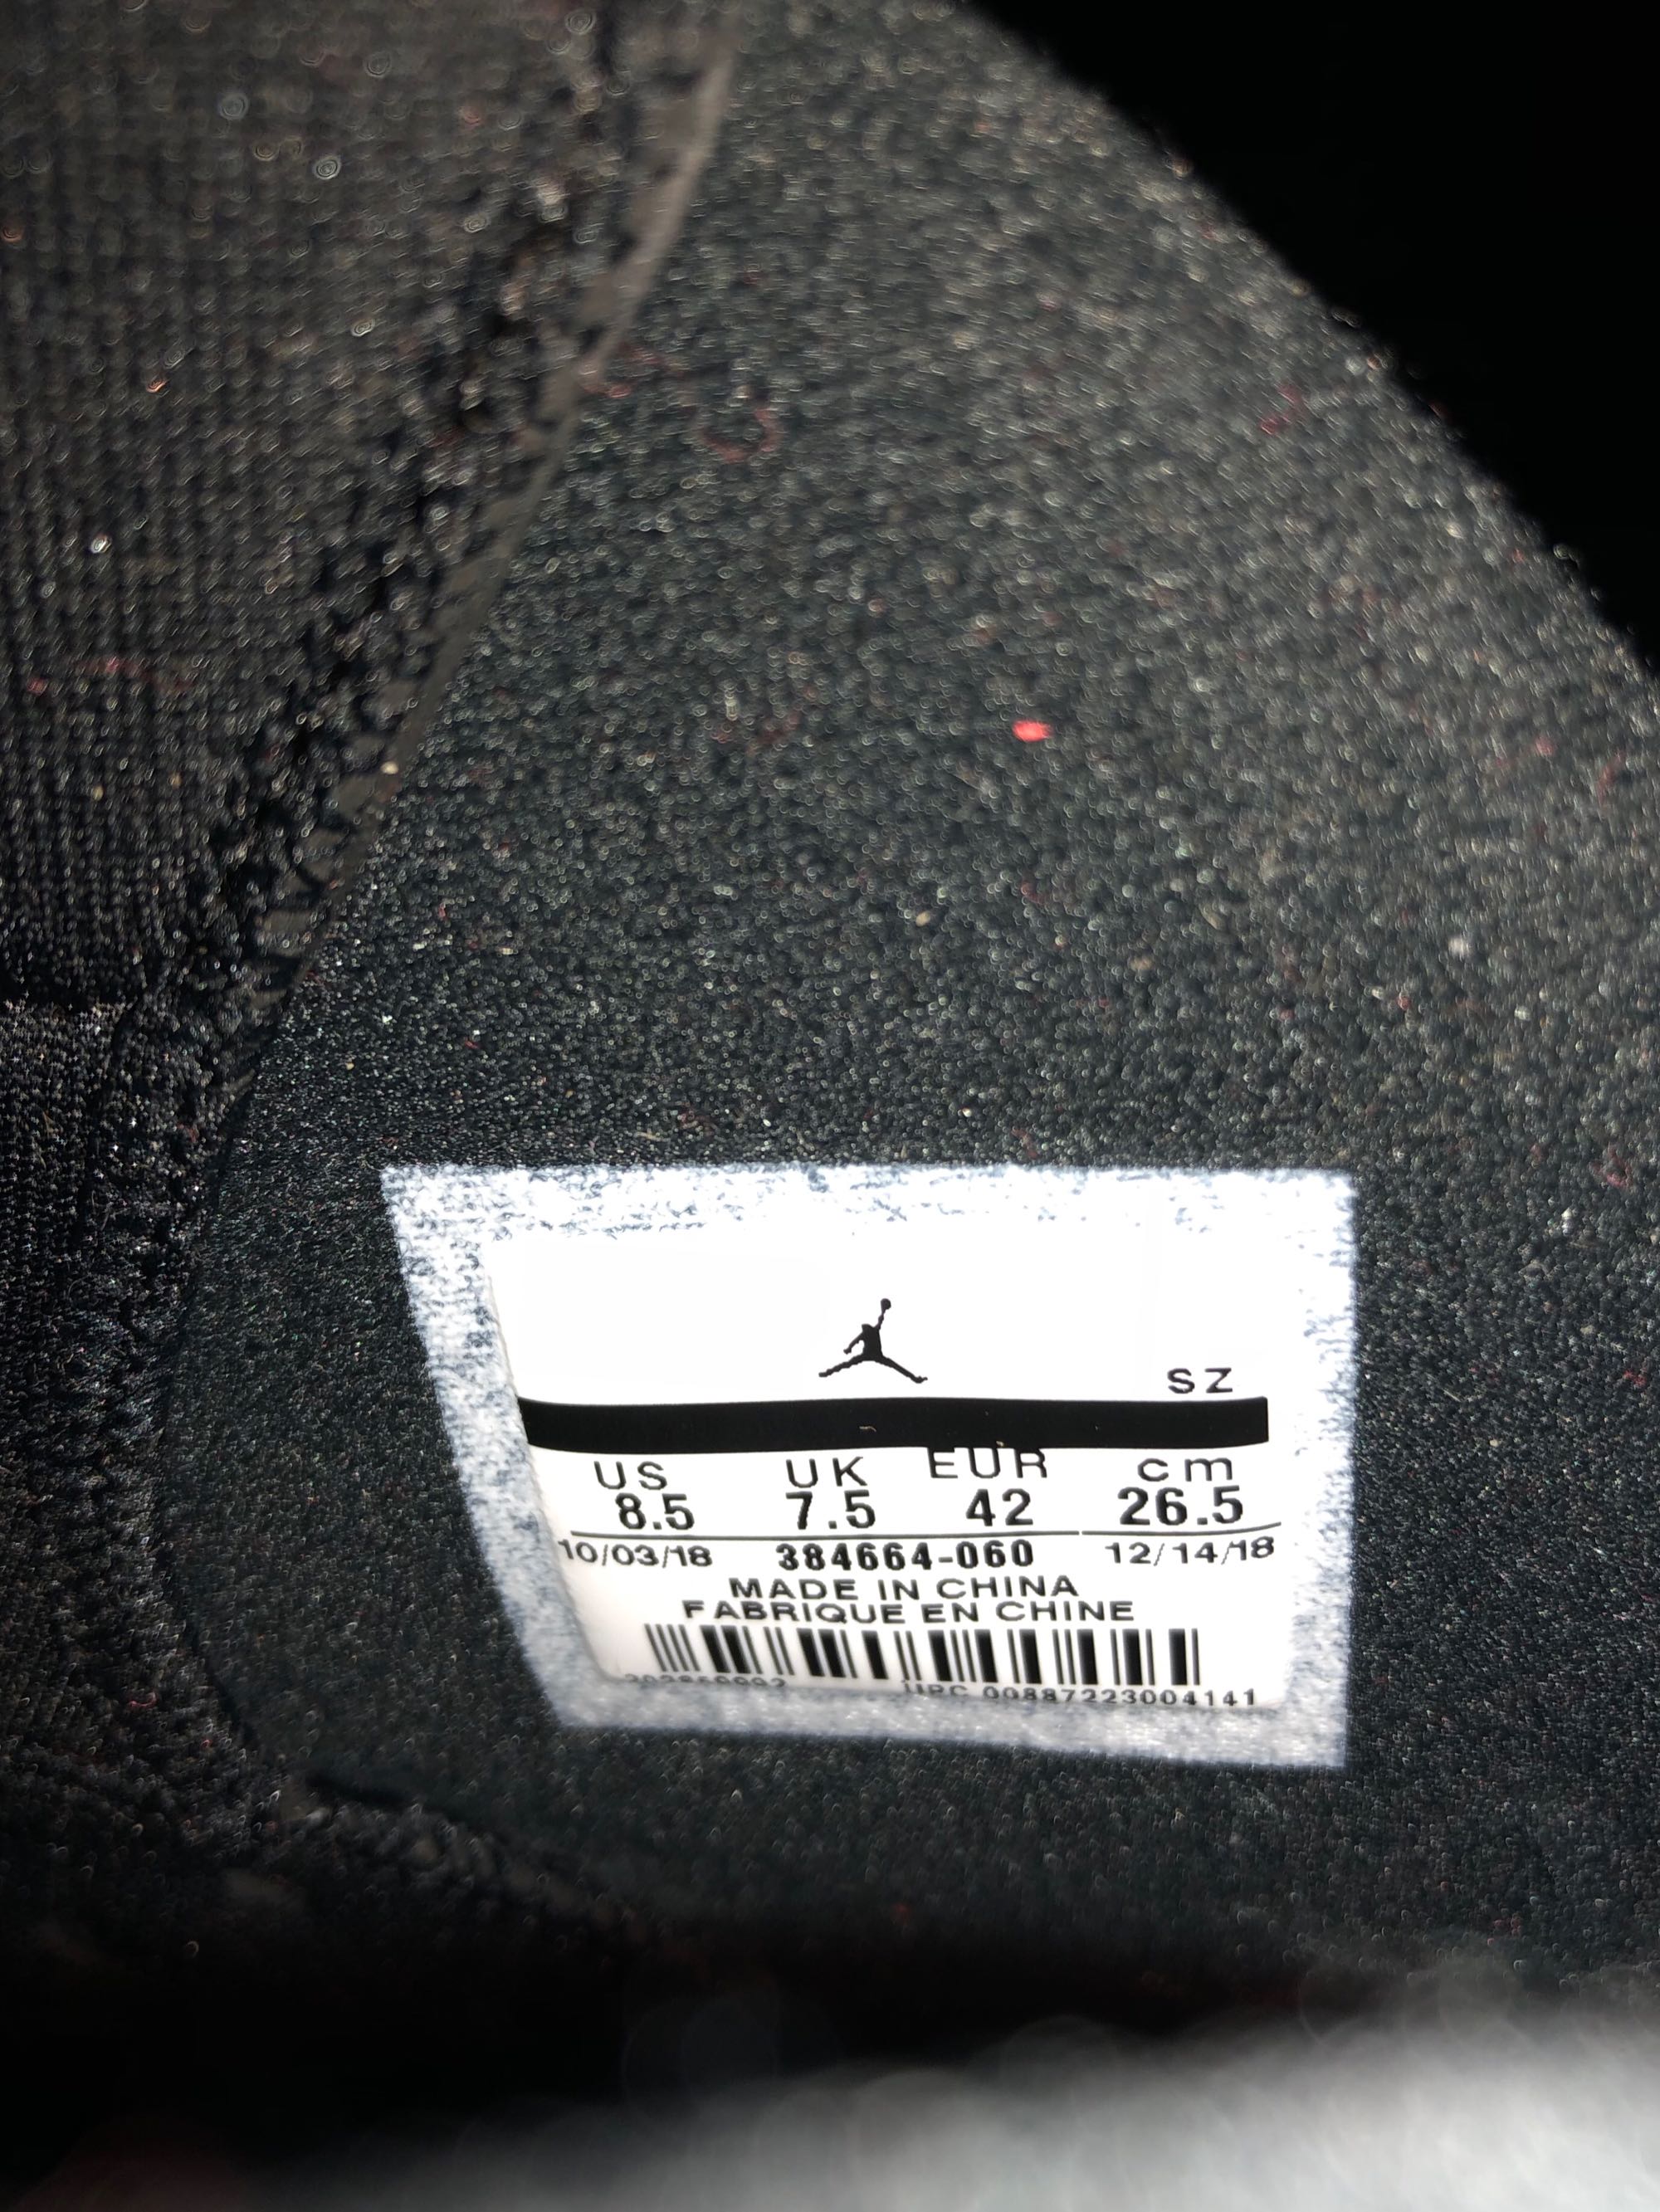 SZ
US UK EUR cm
8.5 7.5 42 26.5
10/03/18 384664-060 12/14/18
MADE IN CHINA
FABRIQUE EN CHINE
UPC 00887223004141